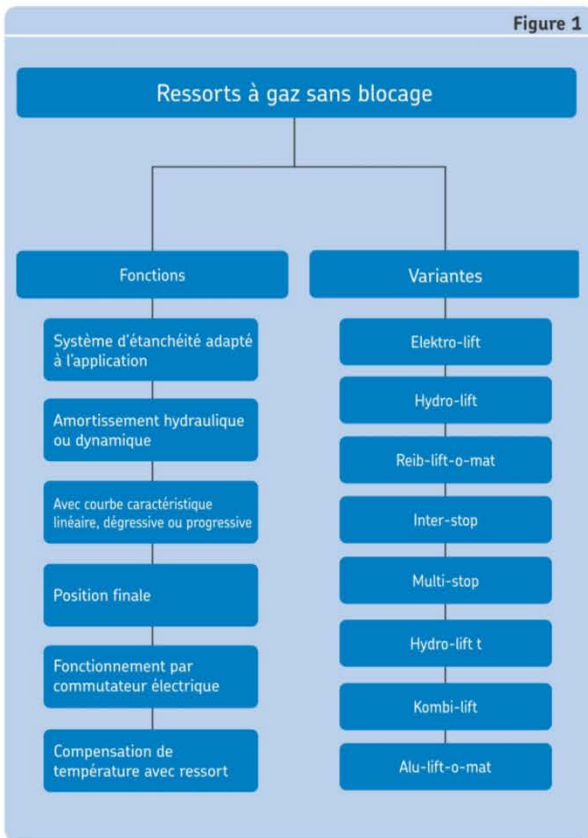 Figure 1
Ressorts à gaz sans blocage
Fonctions
Système d'étanchéité adapté
à l'application
Amortissement hydraulique
ou dynamique
Avec courbe caractéristique
linéaire, dégressive ou progressive
Position finale
Fonctionnement par
commutateur électrique
Compensation de
température avec ressort
Variantes
Elektro-lift
Hydro-lift
Reib-lift-o-mat
Inter-stop
Multi-stop
Hydro-lift t
Kombi-lift
Alu-lift-o-mat